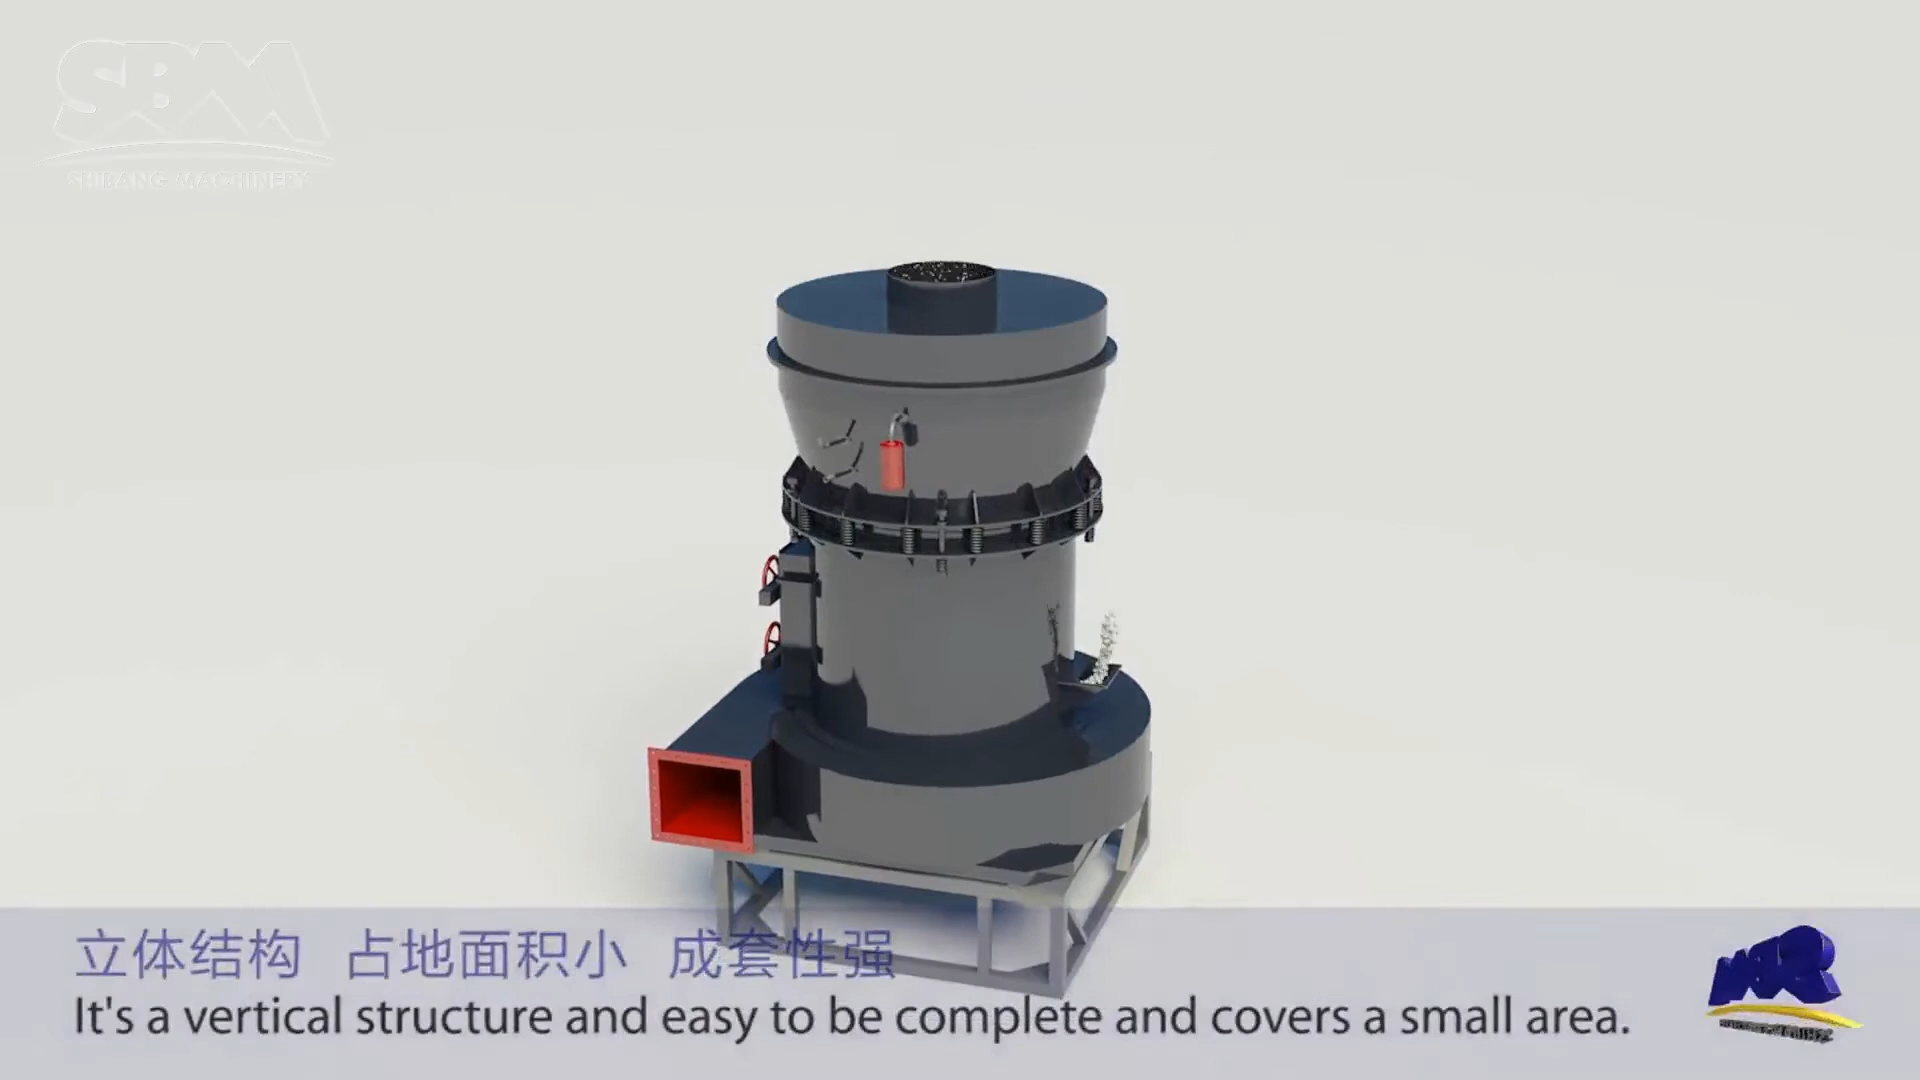 SBM
SHIBANG MACHINERY
立体结构 占地面积小 成套性强
It's a vertical structure and easy to be complete and covers a small area.